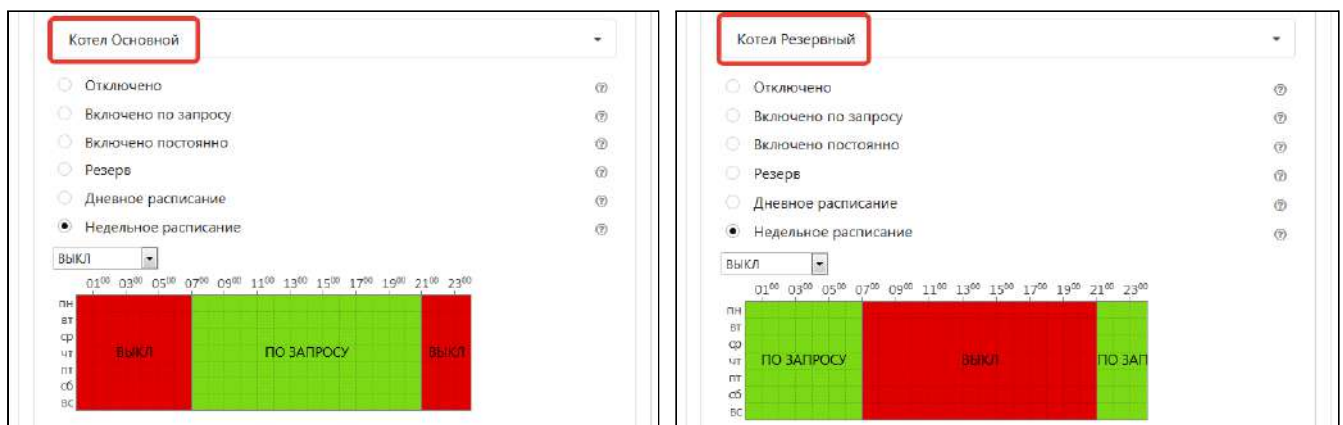 Котел Основной
Отключено
Включено по запросу
Включено постоянно
Резерв
Дневное расписание
Недельное расписание
ВЫКЛ
01⁰⁰ 03⁰⁰ 05⁰⁰ 07⁰⁰ 09⁰⁰ 11⁰⁰ 13⁰⁰ 15⁰⁰ 17⁰⁰ 19⁰⁰ 21⁰⁰ 23⁰⁰
пн
вт
ср
чт ВЫКЛ ПО ЗАПРОСУ ВЫКЛ
пт
сб
вс
Котел Резервный
Отключено
Включено по запросу
Включено постоянно
Резерв
Дневное расписание
Недельное расписание
ВЫКЛ
01⁰⁰ 03⁰⁰ 05⁰⁰ 07⁰⁰ 09⁰⁰ 11⁰⁰ 13⁰⁰ 15⁰⁰ 17⁰⁰ 19⁰⁰ 21⁰⁰ 23⁰⁰
пн
вт
ср
чт ПО ЗАПРОСУ ВЫКЛ ПО ЗАП
пт
сб
вс